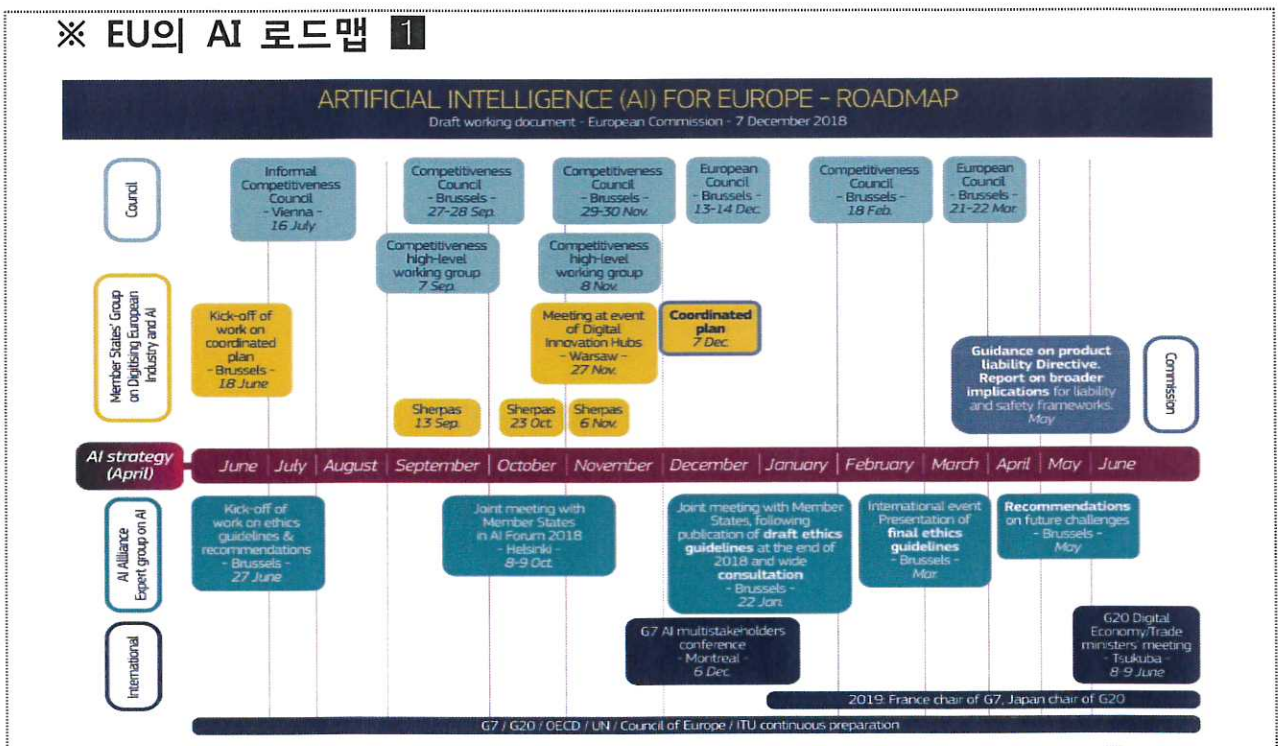 ※ EU의 AI 로드맵 1
ARTIFICIAL INTELLIGENCE (AI) FOR EUROPE – ROADMAP
Draft working document - European Commission - 7 December 2018
Council
Informal
Competitiveness
Council
- Vienna -
16 July
Competitiveness
Council
- Brussels -
27-28 Sep.
Competitiveness
Council
- Brussels -
29-30 Nov.
European
Council
- Brussels -
13-14 Dec.
Competitiveness
Council
- Brussels -
18 Feb.
European
Council
- Brussels -
21-22 Mar.
Competitiveness
high-level
working group
7 Sep.
Competitiveness
high-level
working group
8 Nov.
Member States' Group
on Digitising European
Industry and AI
Kick-off of
work on
coordinated
plan
- Brussels -
18 June
Meeting at event
of Digital
Innovation Hubs
- Warsaw -
27 Nov.
Coordinated
plan
7 Dec.
Guidance on product
liability Directive.
Report on broader
implications for liability
and safety frameworks.
May
Commission
Sherpas
13 Sep.
Sherpas
23 Oct.
Sherpas
6 Nov.
AI strategy
(April)
June July August September October November December January February March April May June
AI Alliance
Expert group on AI
Kick-off of
work on ethics
guidelines &
recommendations
- Brussels -
27 June
Joint meeting with
Member States
in AI Forum 2018
- Helsinki -
8-9 Oct.
Joint meeting with Member
States, following
publication of draft ethics
guidelines at the end of
2018 and wide
consultation
- Brussels -
22 Jan.
International event
Presentation of
final ethics
guidelines
- Brussels -
Mar.
Recommendations
on future challenges
- Brussels -
May
International
G7 AI multistakeholders
conference
- Montreal -
6 Dec.
G20 Digital
Economy/Trade
ministers' meeting
- Tsukuba -
8-9 June
2019: France chair of G7, Japan chair of G20
G7 / G20 / OECD / UN / Council of Europe / ITU continuous preparation